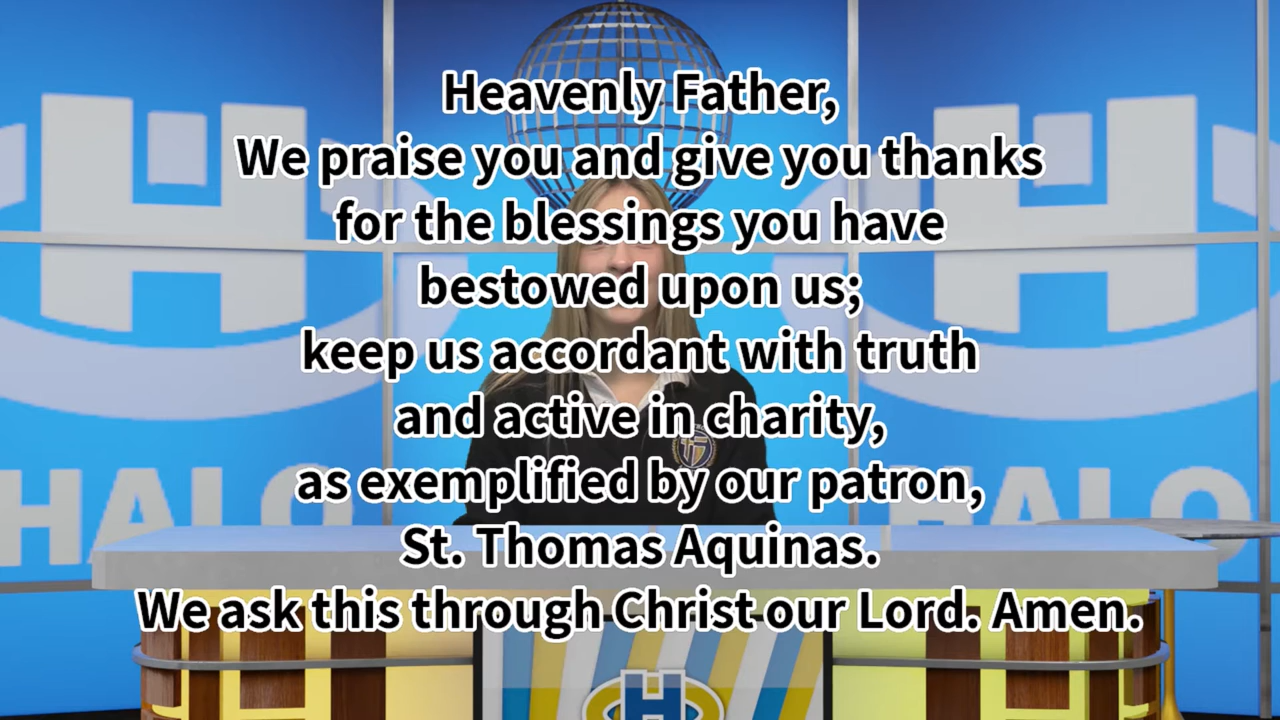 Heavenly Father,
We praise you and give you thanks
for the blessings you have
bestowed upon us;
keep us accordant with truth
and active in charity,
as exemplified by our patron,
St. Thomas Aquinas.
We ask this through Christ our Lord. Amen.
H
H
HALO
HALO
H